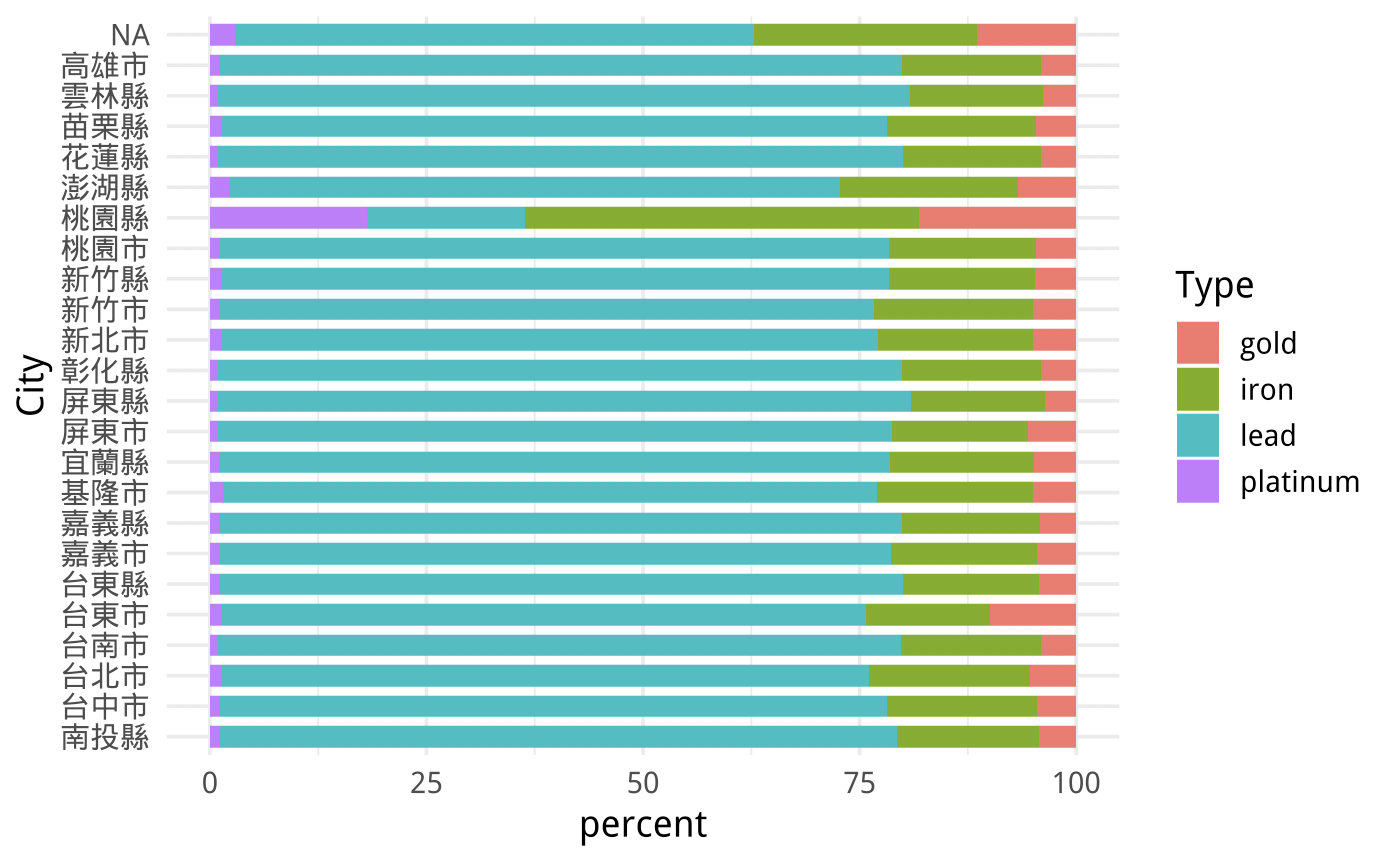 NA
高雄市
雲林縣
苗栗縣
花蓮縣
澎湖縣
桃園縣
桃園市
新竹縣
新竹市
新北市
彰化縣
屏東縣
屏東市
宜蘭縣
基隆市
嘉義縣
嘉義市
台東縣
台東市
台南市
台北市
台中市
南投縣
City
0 25 50 75 100
percent
Type
gold
iron
lead
platinum